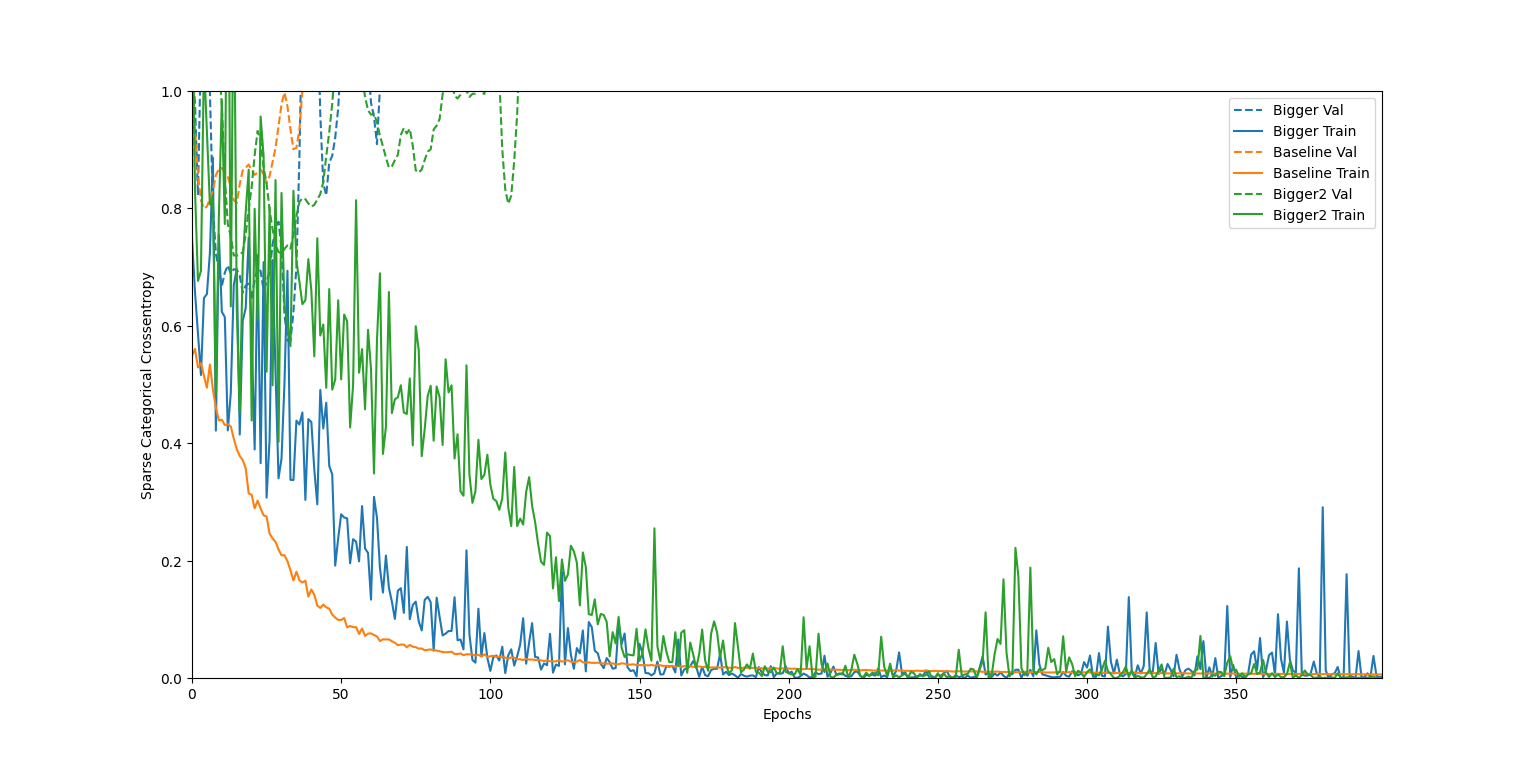 1.0
0.8
0.6
0.4
0.2
0.0
Sparse Categorical Crossentropy
0 50 100 150 200 250 300 350
Epochs
Bigger Val
Bigger Train
Baseline Val
Baseline Train
Bigger2 Val
Bigger2 Train